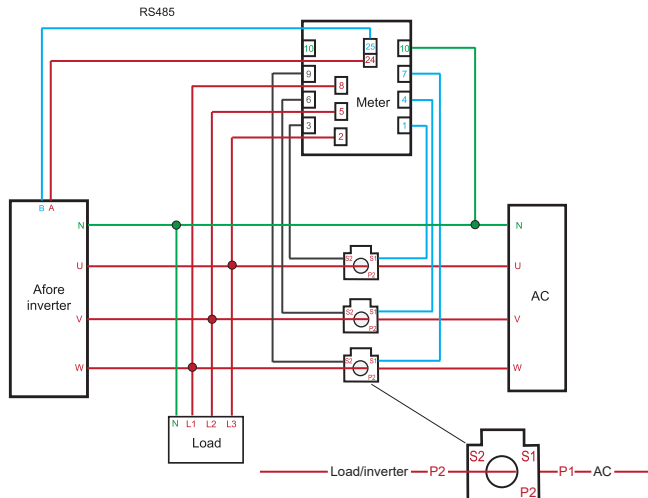 RS485
10
25
10
24
9
7
8
Meter
6
4
5
3
1
2
B A
N
N
S2
S1
P2
U
U
Afore
inverter
AC
S2
S1
P2
V
V
S2
S1
P2
W
W
N L1 L2 L3
Load
S2
S1
Load/inverter
P2
P1
AC
P2